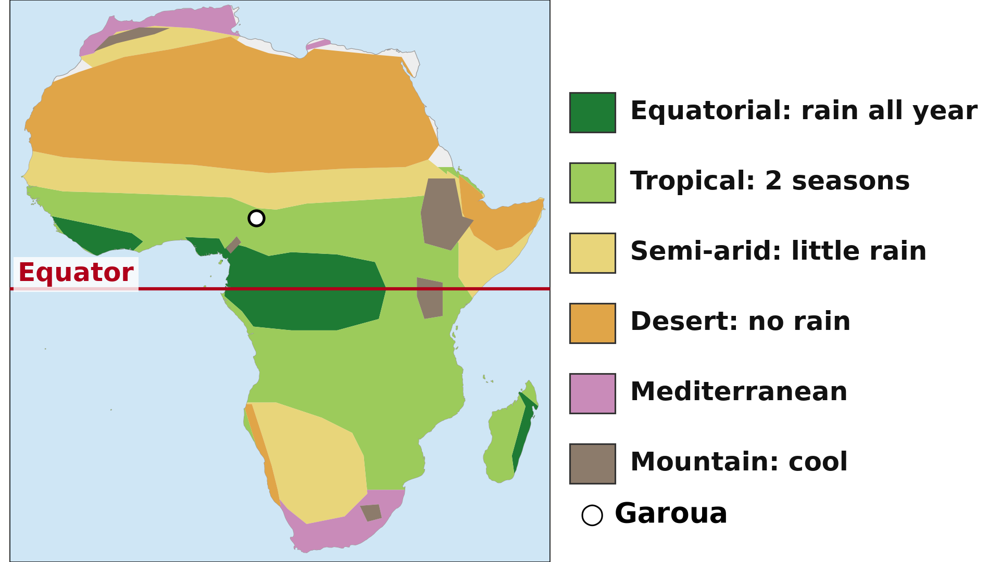 Equator
Equatorial: rain all year
Tropical: 2 seasons
Semi-arid: little rain
Desert: no rain
Mediterranean
Mountain: cool
Garoua